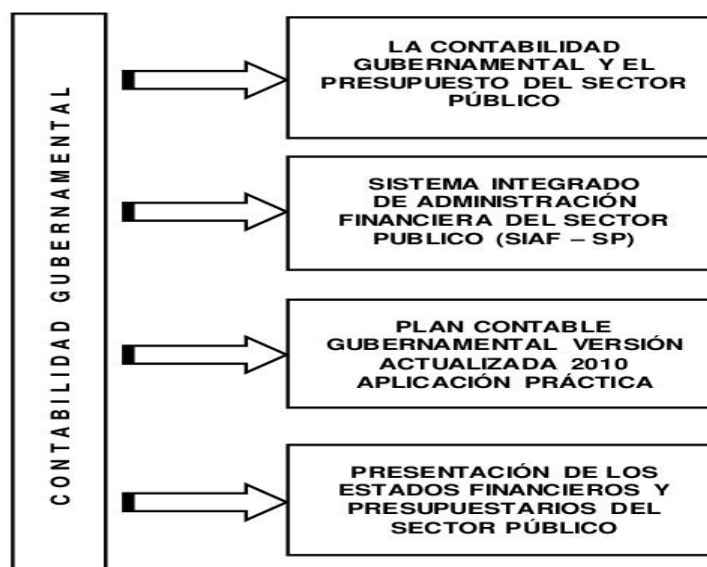 CONTABILIDAD GUBERNAMENTAL
LA CONTABILIDAD
GUBERNAMENTAL Y EL
PRESUPUESTO DEL SECTOR
PÚBLICO
SISTEMA INTEGRADO
DE ADMINISTRACIÓN
FINANCIERA DEL SECTOR
PUBLICO (SIAF – SP)
PLAN CONTABLE
GUBERNAMENTAL VERSIÓN
ACTUALIZADA 2010
APLICACIÓN PRÁCTICA
PRESENTACIÓN DE LOS
ESTADOS FINANCIEROS Y
PRESUPUESTARIOS DEL
SECTOR PÚBLICO